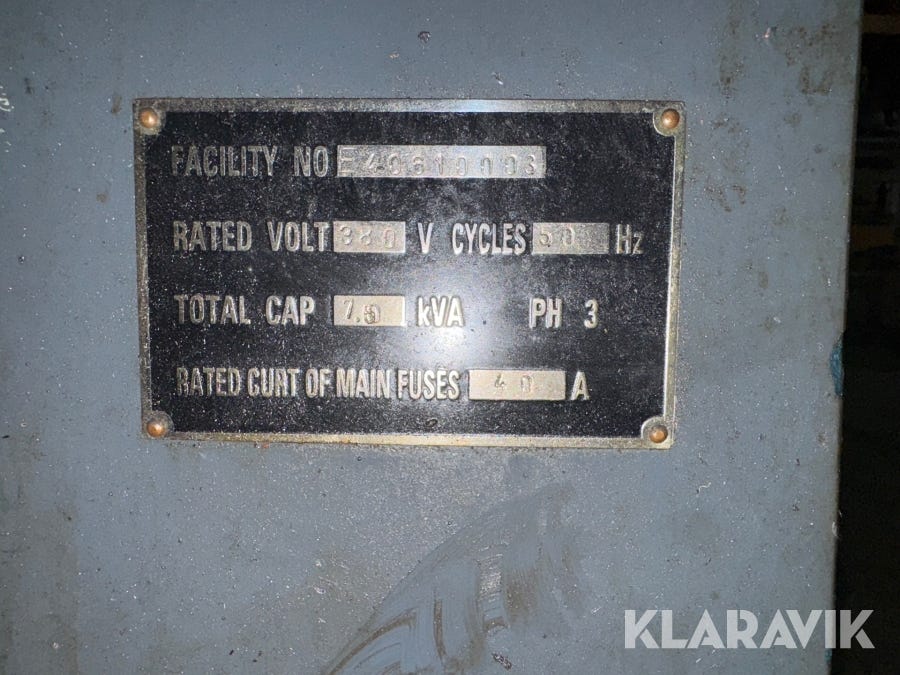 FACILITY NO E40610003
RATED VOLT 380 V CYCLES 50 Hz
TOTAL CAP 7.5 kVA PH 3
RATED CURT OF MAIN FUSES 40 A
KLARAVIK